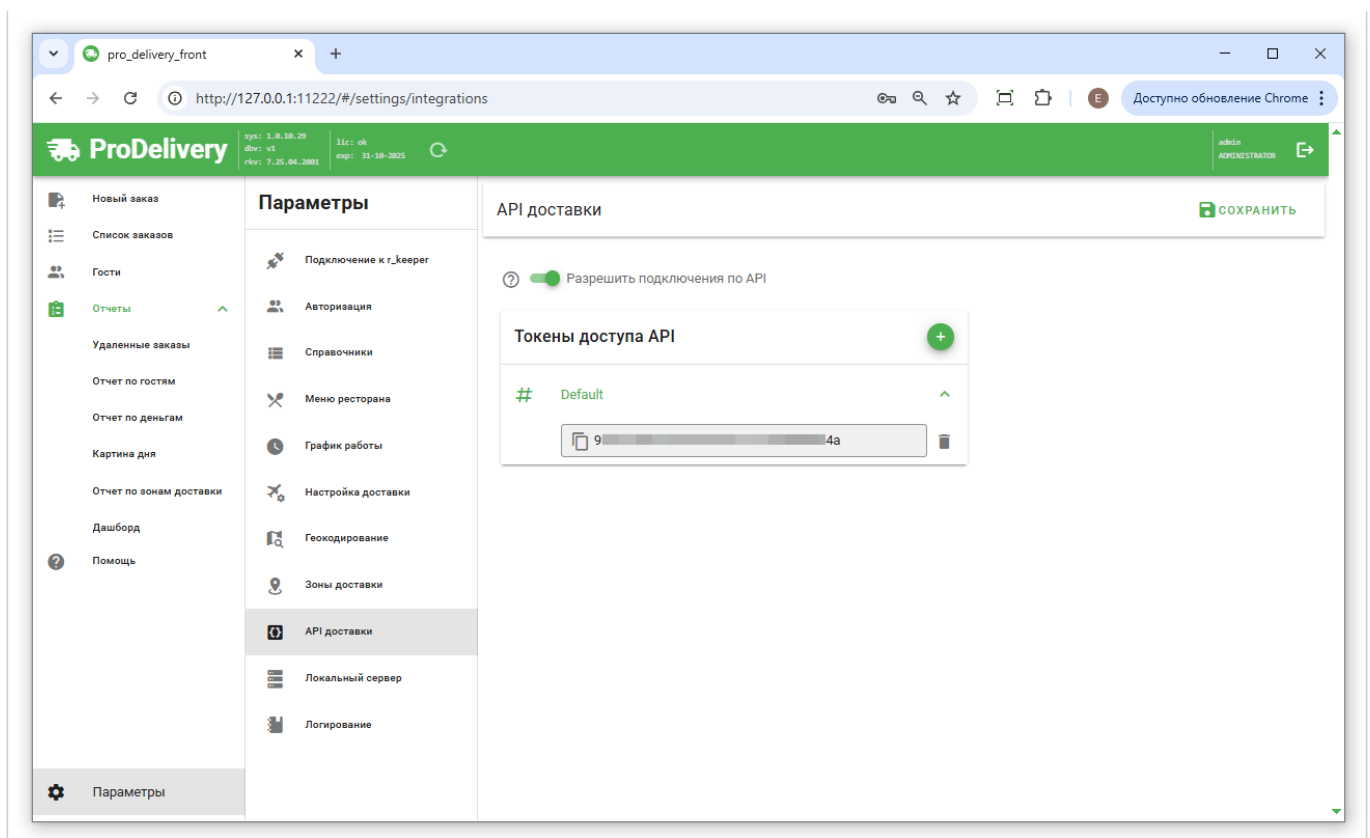 pro_delivery_front
http://127.0.0.1:11222/#/settings/integrations
E
Доступно обновление Chrome
ProDelivery
sys: 1.0.10.29
dbv: v1
rkv: 7.25.04.2001
lic: ok
exp: 31-10-2025
admin
ADMINISTRATOR
Новый заказ
Список заказов
Гости
Отчеты
Удаленные заказы
Отчет по гостям
Отчет по деньгам
Картина дня
Отчет по зонам доставки
Дашборд
Помощь
Параметры
Параметры
Подключение к r_keeper
Авторизация
Справочники
Меню ресторана
График работы
Настройка доставки
Геокодирование
Зоны доставки
API доставки
Локальный сервер
Логирование
API доставки
СОХРАНИТЬ
Разрешить подключения по API
Токены доступа API
Default
9 4a